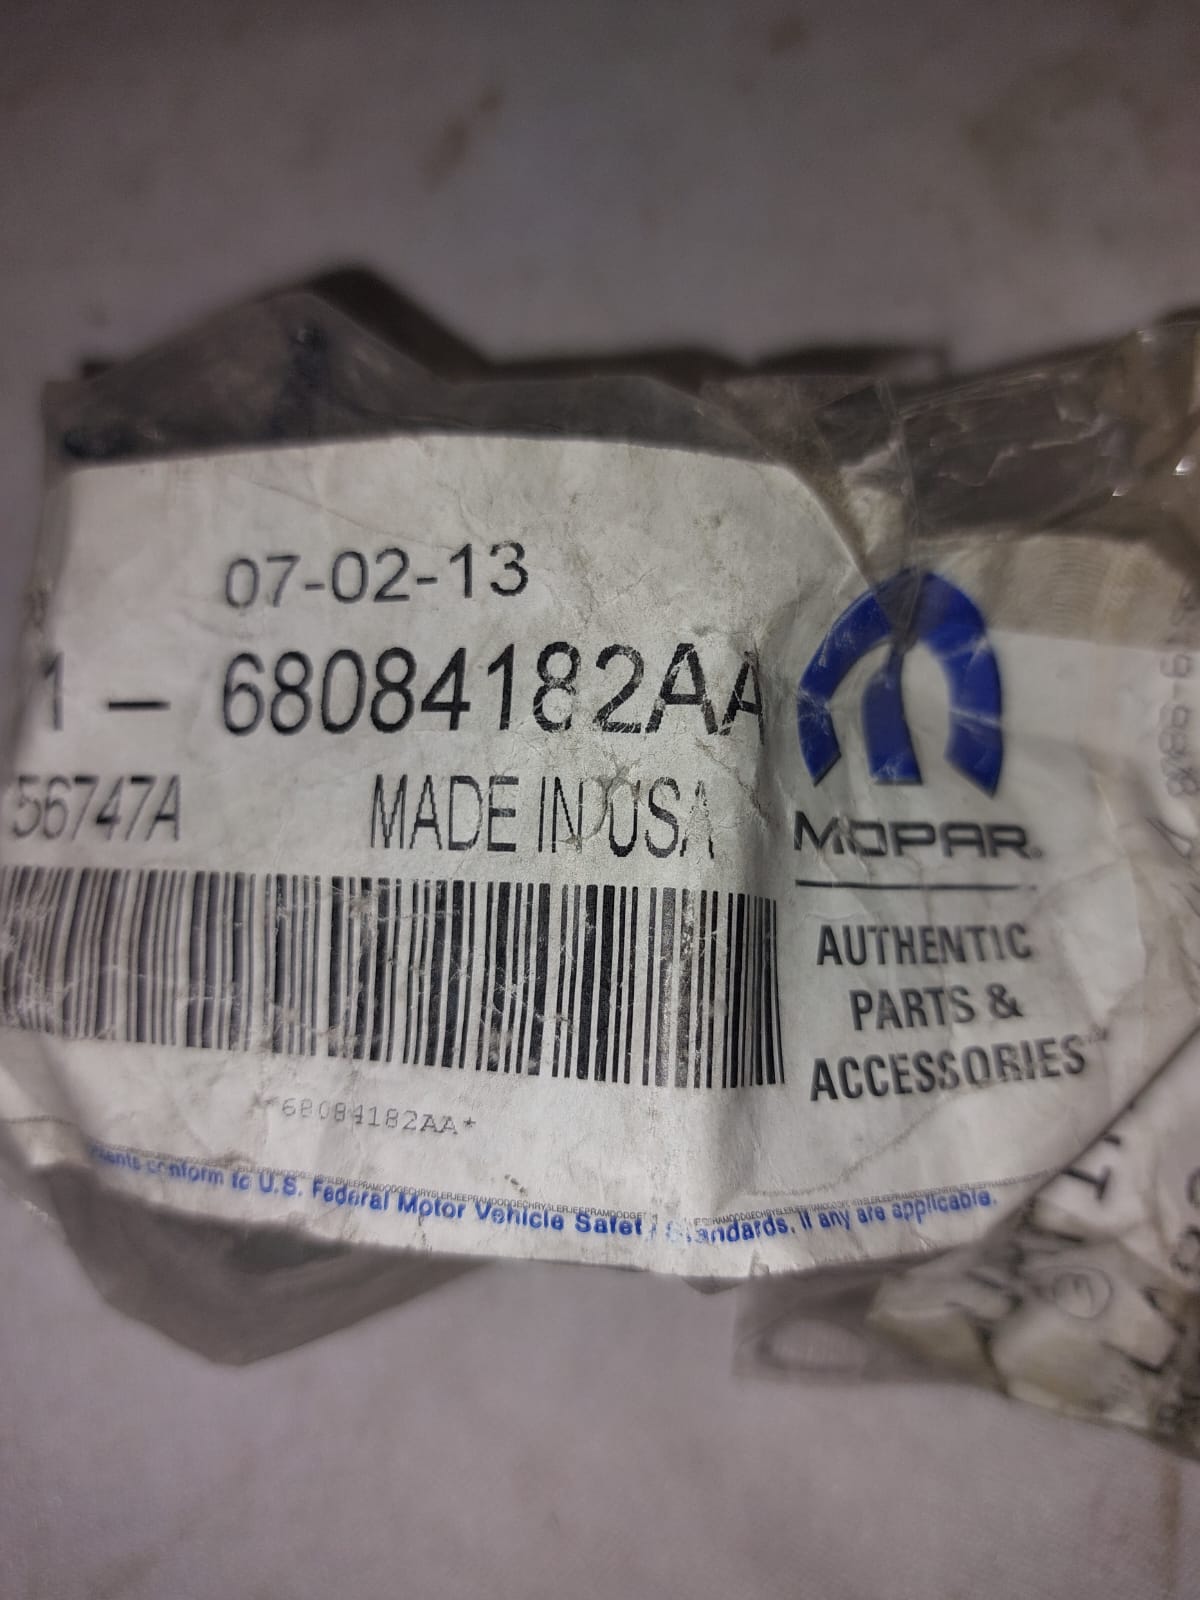 07-02-13
1 – 68084182AA
56747A MADE IN USA
MOPAR®
AUTHENTIC
PARTS &
ACCESSORIES
*68084182AA*
conform to U.S. Federal Motor Vehicle Safety Standards, if any are applicable.